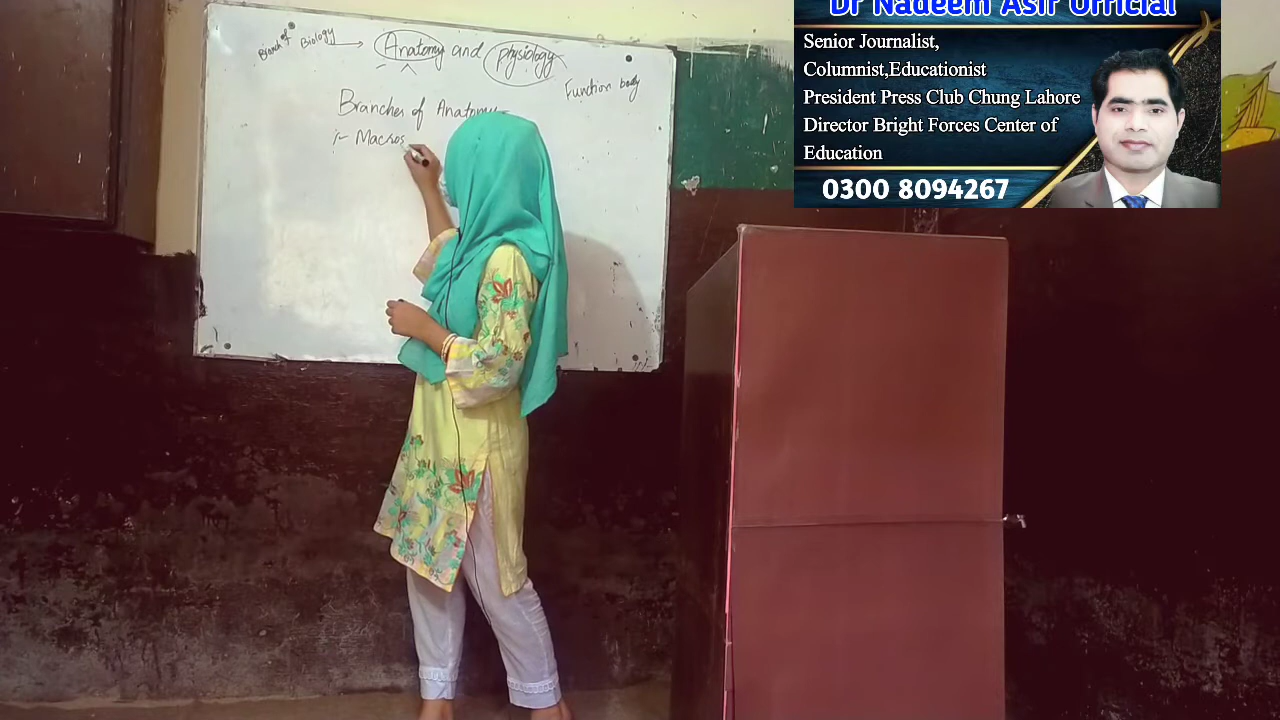 Branch of Biology → Anatomy and physiology
Function body
Branches of Anatomy
1- Macros
Dr Nadeem Asif Official
Senior Journalist,
Columnist,Educationist
President Press Club Chung Lahore
Director Bright Forces Center of
Education
0300 8094267